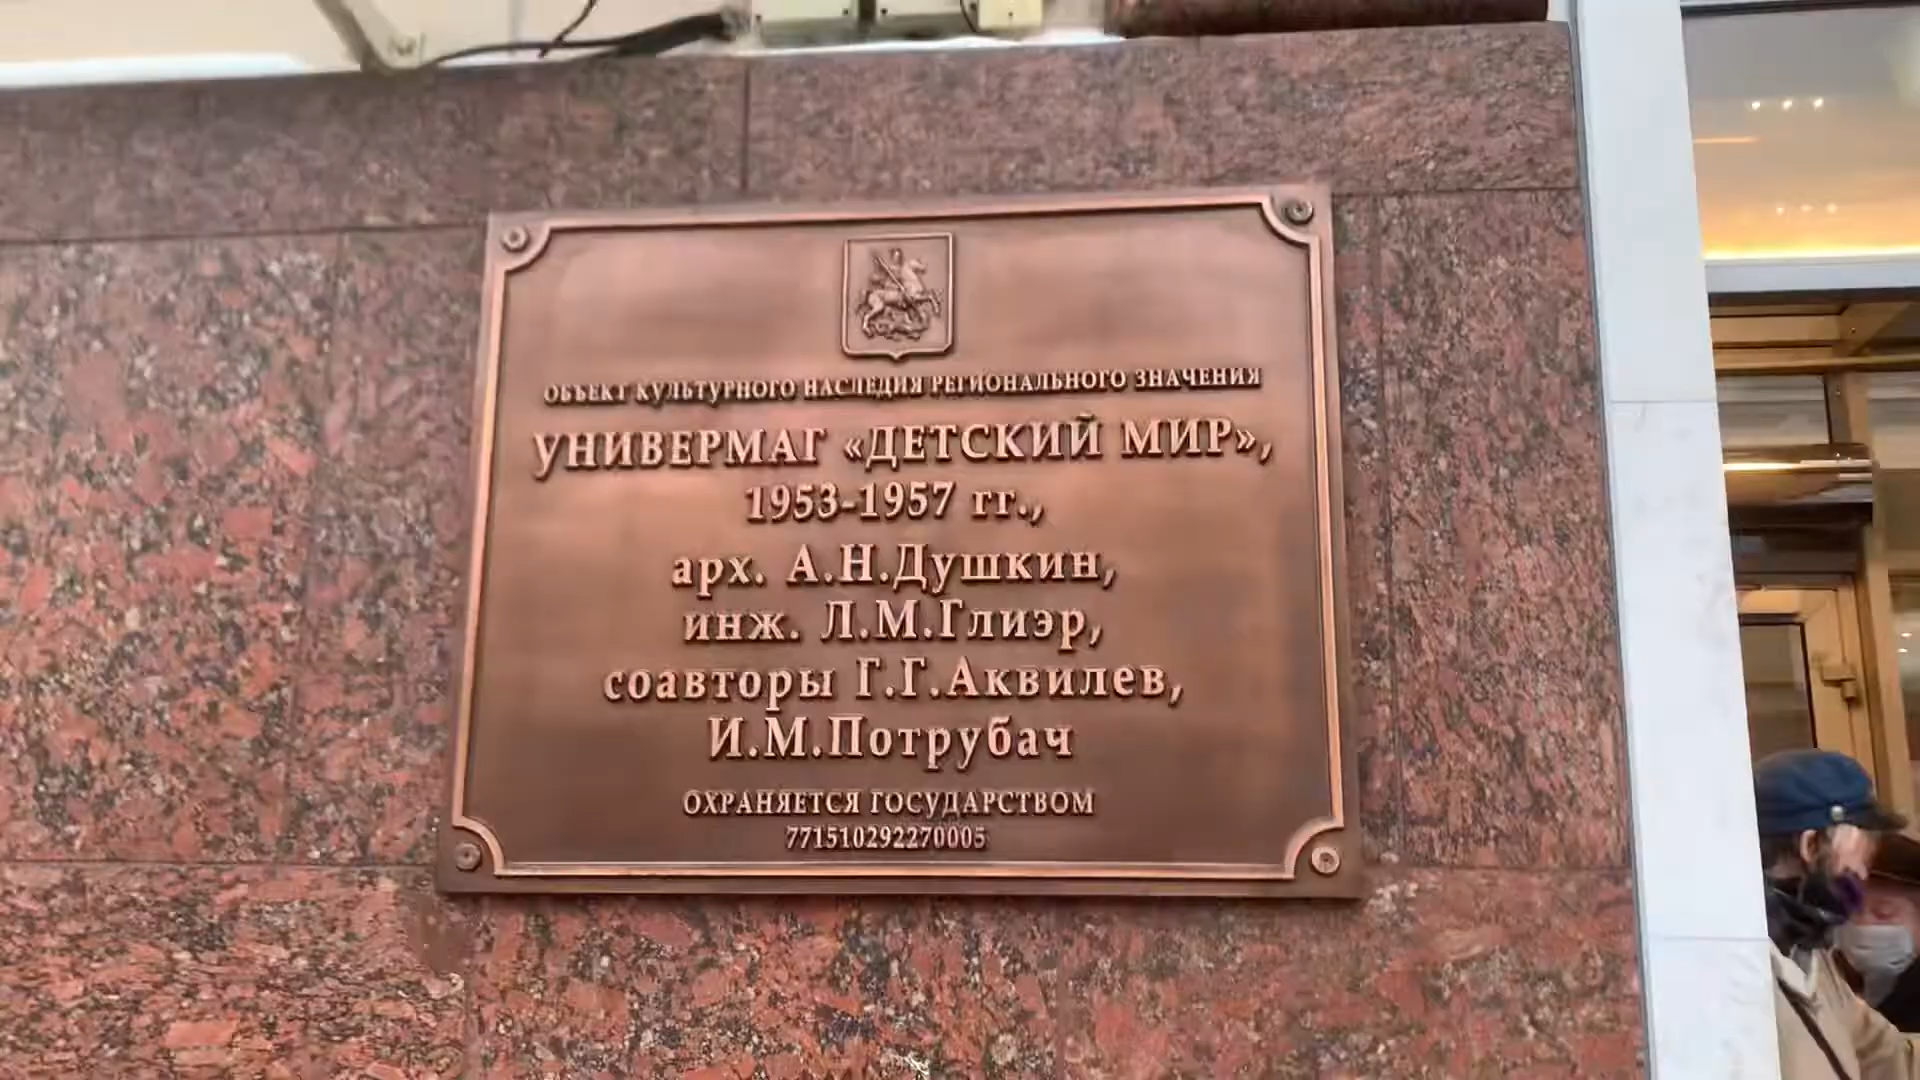 ОБЪЕКТ КУЛЬТУРНОГО НАСЛЕДИЯ РЕГИОНАЛЬНОГО ЗНАЧЕНИЯ
УНИВЕРМАГ «ДЕТСКИЙ МИР»,
1953-1957 гг.,
арх. А.Н.Душкин,
инж. Л.М.Глиэр,
соавторы Г.Г.Аквилев,
И.М.Потрубач
ОХРАНЯЕТСЯ ГОСУДАРСТВОМ
771510292270005